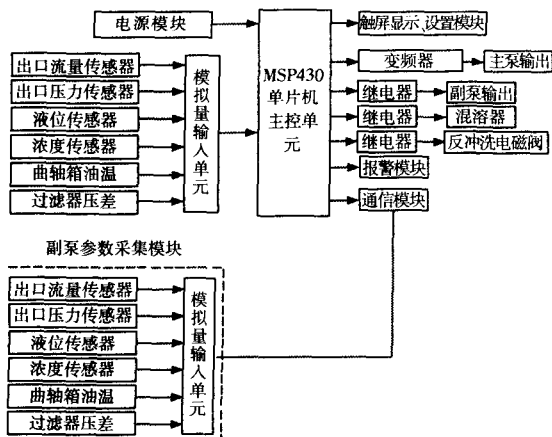 电源模块
出口流量传感器
出口压力传感器
液位传感器
浓度传感器
曲轴箱油温
过滤器压差
模拟量输入单元
MSP430
单片机
主控单
元
触屏显示、设置模块
变频器
主泵输出
继电器
副泵输出
继电器
混溶器
继电器
反冲洗电磁阀
报警模块
通信模块
副泵参数采集模块
出口流量传感器
出口压力传感器
液位传感器
浓度传感器
曲轴箱油温
过滤器压差
模拟量输入单元